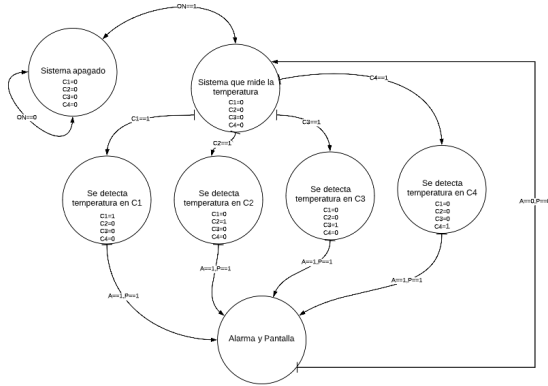 ON==1
Sistema apagado
C1=0
C2=0
C3=0
C4=0
ON==0
Sistema que mide la
temperatura
C1=0
C2=0
C3=0
C4=0
C4==1
C1==1
C2==1
C3==1
Se detecta
temperatura en C1
C1=1
C2=0
C3=0
C4=0
Se detecta
temperatura en C2
C1=0
C2=1
C3=0
C4=0
Se detecta
temperatura en C3
C1=0
C2=0
C3=1
C4=0
Se detecta
temperatura en C4
C1=0
C2=0
C3=0
C4=1
A==1,P==1
A==1,P==1
A==1,P==1
A==1,P==1
Alarma y Pantalla